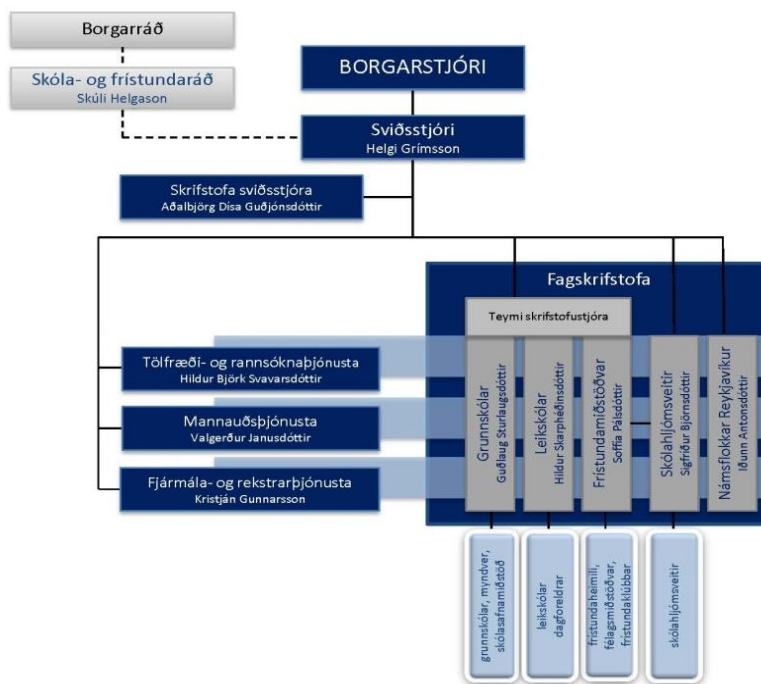 Borgarráð
Skóla- og frístundaráð
Skúli Helgason
BORGARSTJÓRI
Sviðsstjóri
Helgi Grímsson
Skrifstofa sviðsstjóra
Aðalbjörg Dísa Guðjónsdóttir
Fagskrifstofa
Teymi skrifstofustjóra
Tölfræði- og rannsóknaþjónusta
Hildur Björk Svavarsdóttir
Mannauðsþjónusta
Valgerður Janusdóttir
Fjármála- og rekstrarþjónusta
Kristján Gunnarsson
Grunnskólar
Guðlaug Sturlaugsdóttir
Leikskólar
Hildur Skarphéðinsdóttir
Frístundamiðstöðvar
Soffía Pálsdóttir
Skólahljómsveitir
Sigfríður Björnsdóttir
Námsflokkar Reykjavíkur
Iðunn Antonsdóttir
grunnskólar, myndver,
skólasafnamiðstöð
leikskólar
dagforeldrar
frístundaheimili,
félagsmiðstöðvar,
frístundaklúbbar
skólahljómsveitir